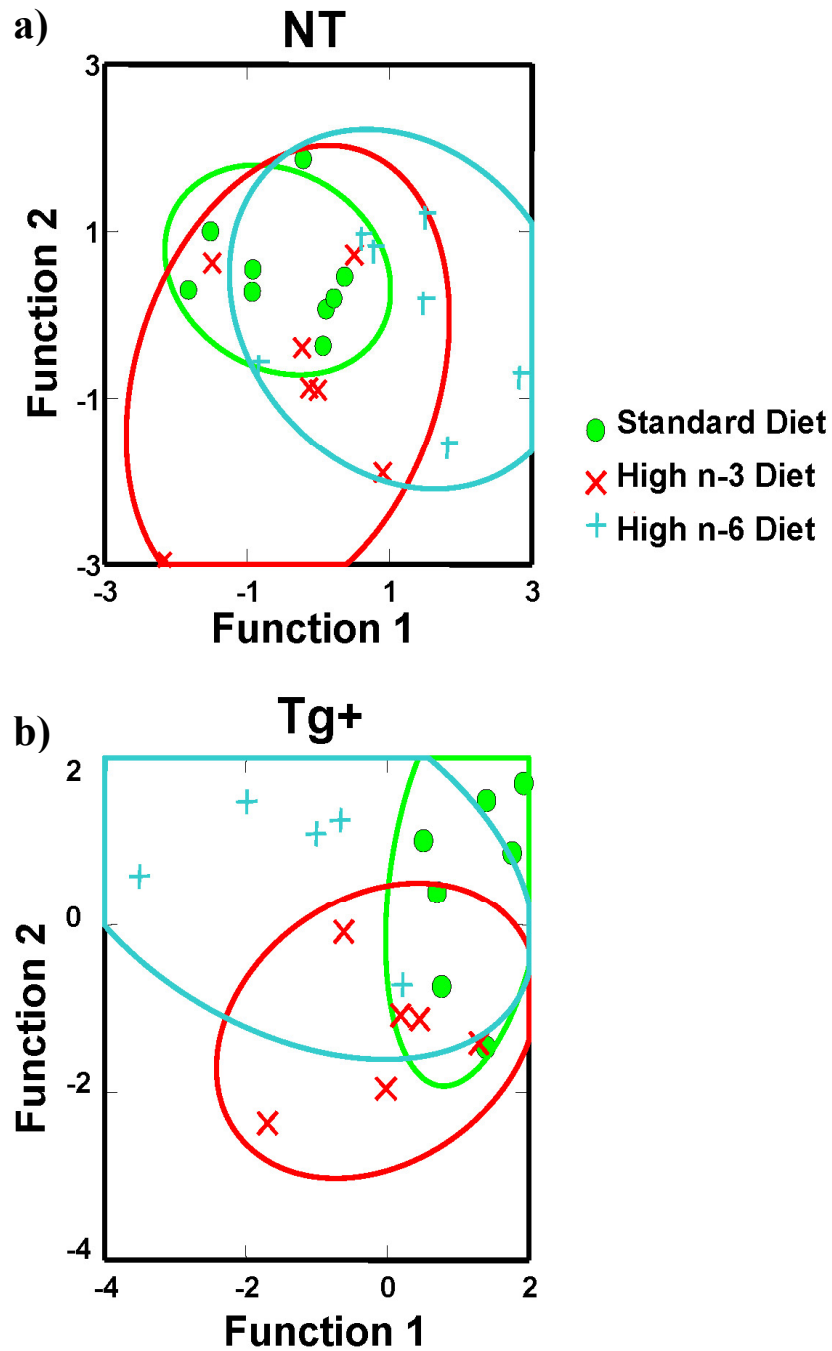 a)
NT
3
1
-1
-3
Function 2
-3
-1
1
3
Function 1
Standard Diet
High n-3 Diet
High n-6 Diet
b)
Tg+
2
0
-2
-4
Function 2
-4
-2
0
2
Function 1